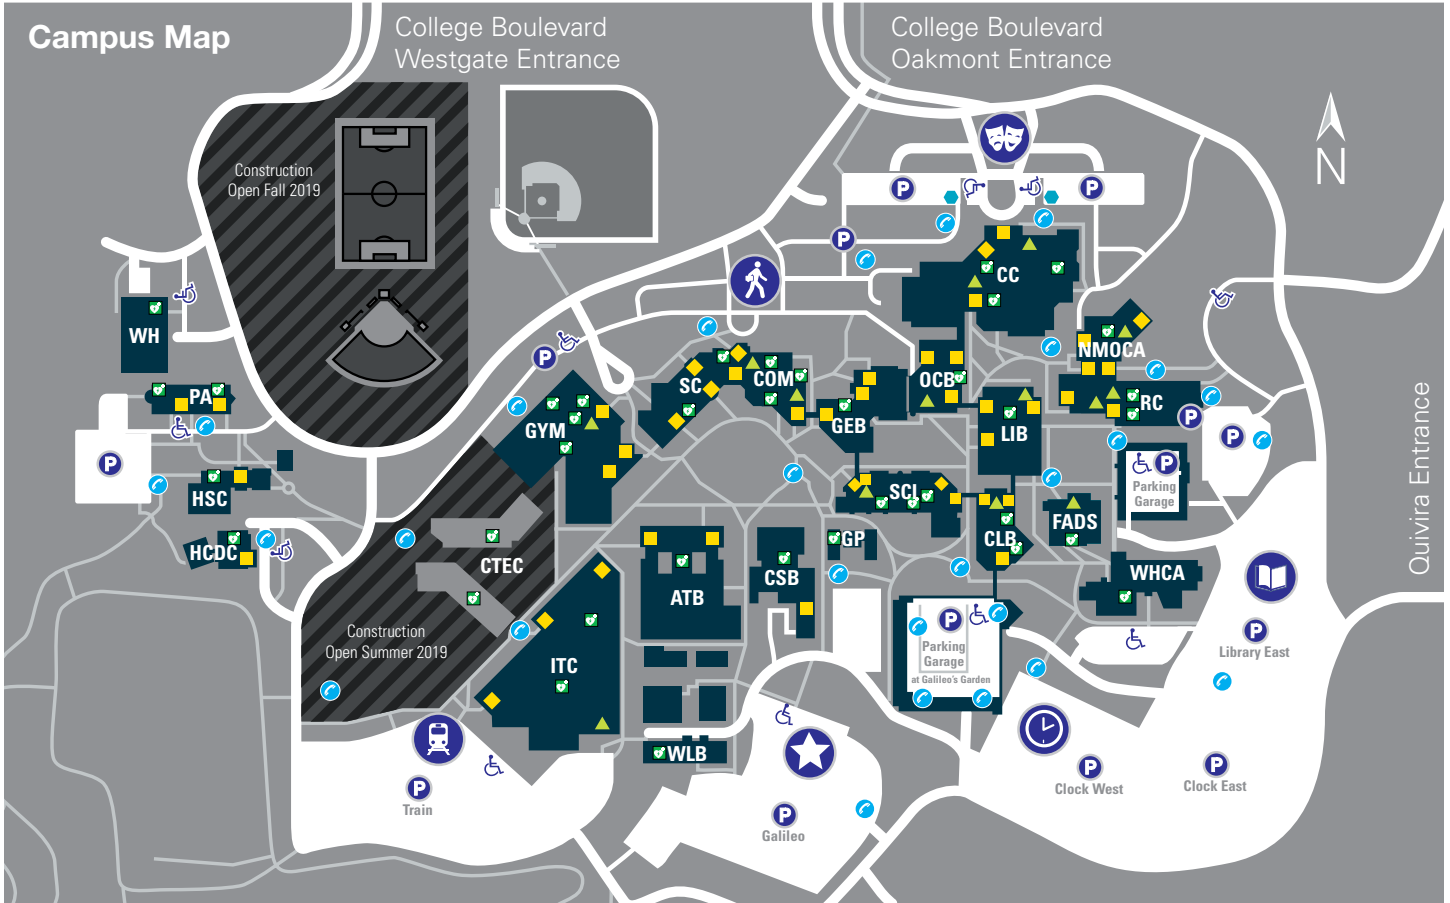 Campus Map
College Boulevard
Westgate Entrance
College Boulevard
Oakmont Entrance
N
Construction
Open Fall 2019
P
P
P
CC
WH
P
NMOCA
PA
SC
COM
OCB
RC
P
GYM
GEB
LIB
P
P
HSC
SCI
P
Parking
Garage
Quivira Entrance
HCDC
CTEC
GP
CLB
FADS
ATB
CSB
WHCA
Construction
Open Summer 2019
ITC
P
Parking
Garage
at Galileo's Garden
P
Library East
WLB
P
Train
P
Galileo
P
Clock West
P
Clock East